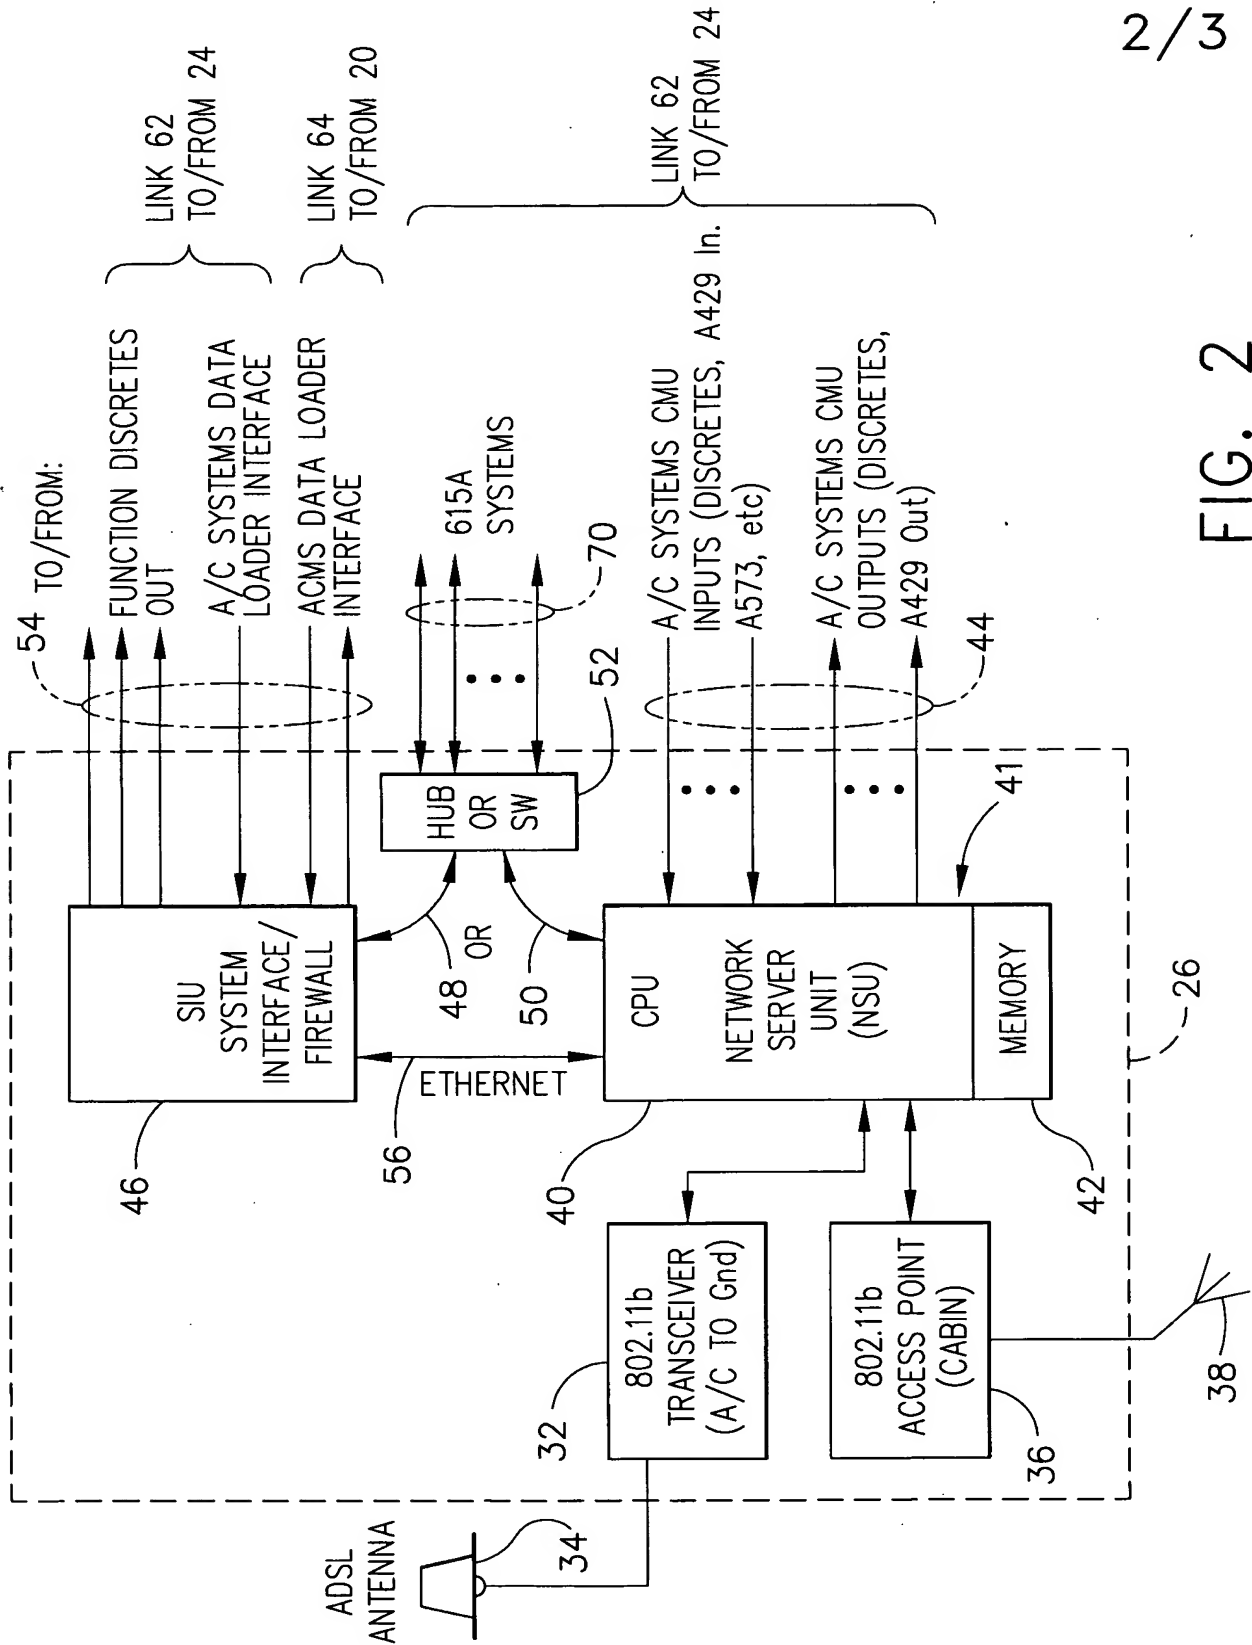 2/3
54
TO/FROM:
FUNCTION DISCRETES
OUT
A/C SYSTEMS DATA
LOADER INTERFACE
ACMS DATA LOADER
INTERFACE
LINK 62
TO/FROM 24
LINK 64
TO/FROM 20
615A
SYSTEMS
70
LINK 62
TO/FROM 24
A/C SYSTEMS CMU
INPUTS (DISCRETES, A429 In.
A573, etc)
A/C SYSTEMS CMU
OUTPUTS (DISCRETES,
A429 Out)
44
SIU
SYSTEM
INTERFACE/
FIREWALL
46
HUB
OR
SW
52
48
OR
50
56
ETHERNET
CPU
NETWORK
SERVER
UNIT
(NSU)
MEMORY
40
41
42
26
802.11b
TRANSCEIVER
(A/C TO Gnd)
32
802.11b
ACCESS POINT
(CABIN)
36
38
ADSL
ANTENNA
34
FIG. 2